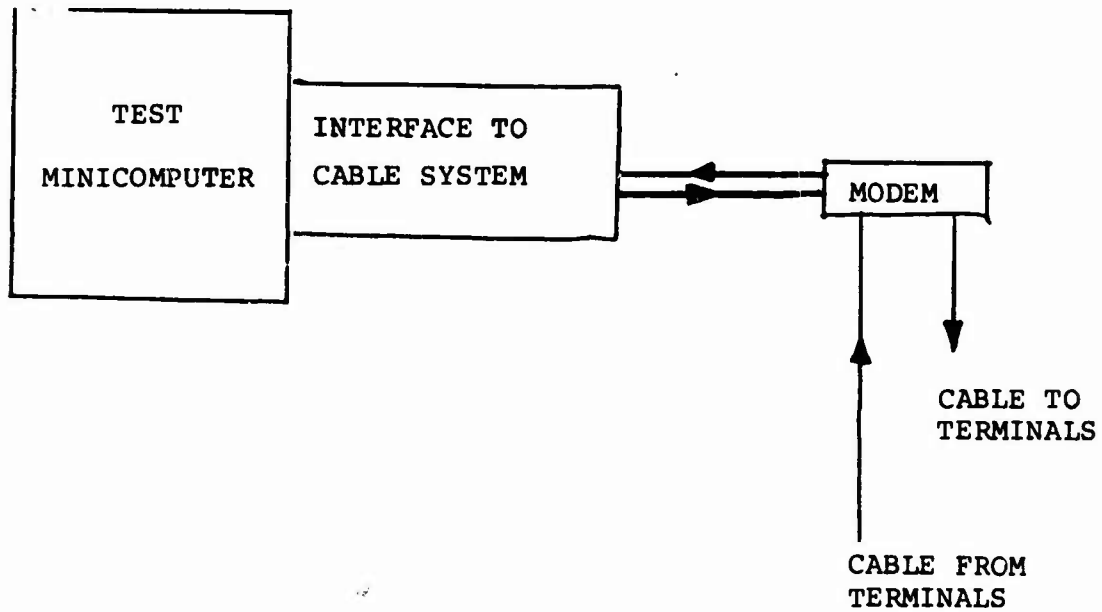 TEST
MINICOMPUTER
INTERFACE TO
CABLE SYSTEM
MODEM
CABLE TO
TERMINALS
CABLE FROM
TERMINALS